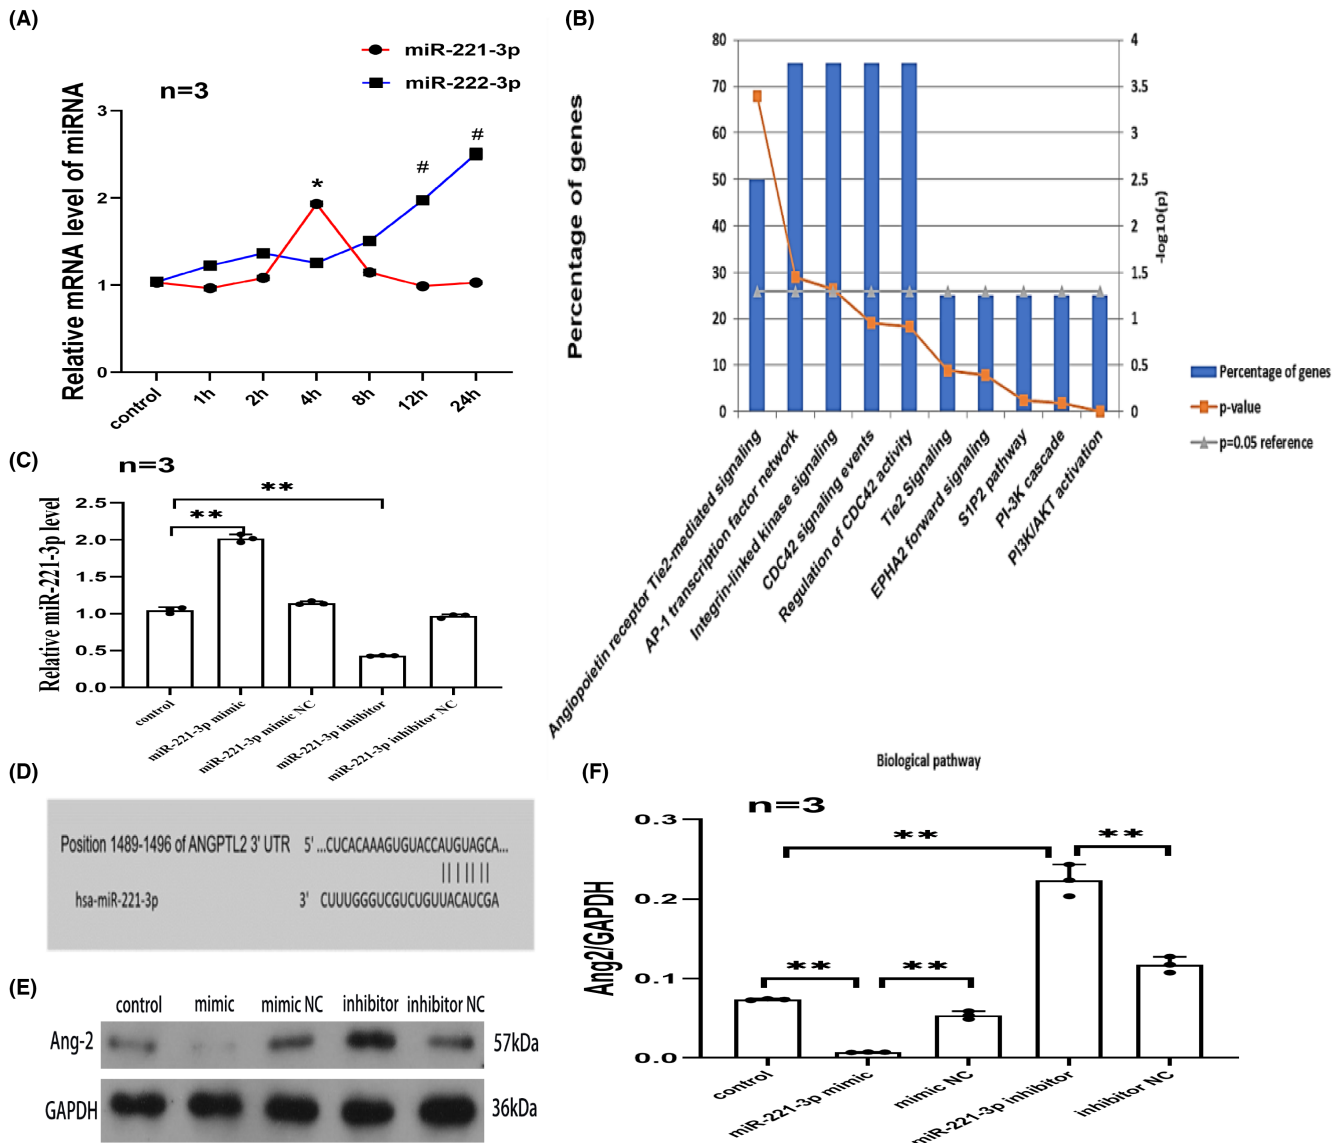 (A)
miR-221-3p
miR-222-3p
n=3
Relative mRNA level of miRNA
3
2
1
0
*
#
#
control
1h
2h
4h
8h
12h
24h
(B)
Percentage of genes
80
70
60
50
40
30
20
10
0
4
3.5
3
2.5
2
1.5
1
0.5
0
-log10(p)
Percentage of genes
p-value
p=0.05 reference
Angiopoietin receptor Tie2-mediated signaling
AP-1 transcription factor network
Integrin-linked kinase signaling
CDC42 signaling events
Regulation of CDC42 activity
Tie2 Signaling
EPHA2 forward signaling
S1P2 pathway
PI-3K cascade
PI3K/AKT activation
Biological pathway
(C)
n=3
Relative miR-221-3p level
2.5
2.0
1.5
1.0
0.5
0.0
**
**
control
miR-221-3p mimic
miR-221-3p mimic NC
miR-221-3p inhibitor
miR-221-3p inhibitor NC
(D)
Position 1489-1496 of ANGPTL2 3' UTR 5' ...CUCACAAAGUGUACCAUGUAGCA...
hsa-miR-221-3p 3' CUUUGGGUCGUCUGUUACAUCGA
(E)
control mimic mimic NC inhibitor inhibitor NC
Ang-2 57kDa
GAPDH 36kDa
(F)
n=3
Ang2/GAPDH
0.3
0.2
0.1
0.0
**
**
**
**
control
miR-221-3p mimic
mimic NC
miR-221-3p inhibitor
inhibitor NC